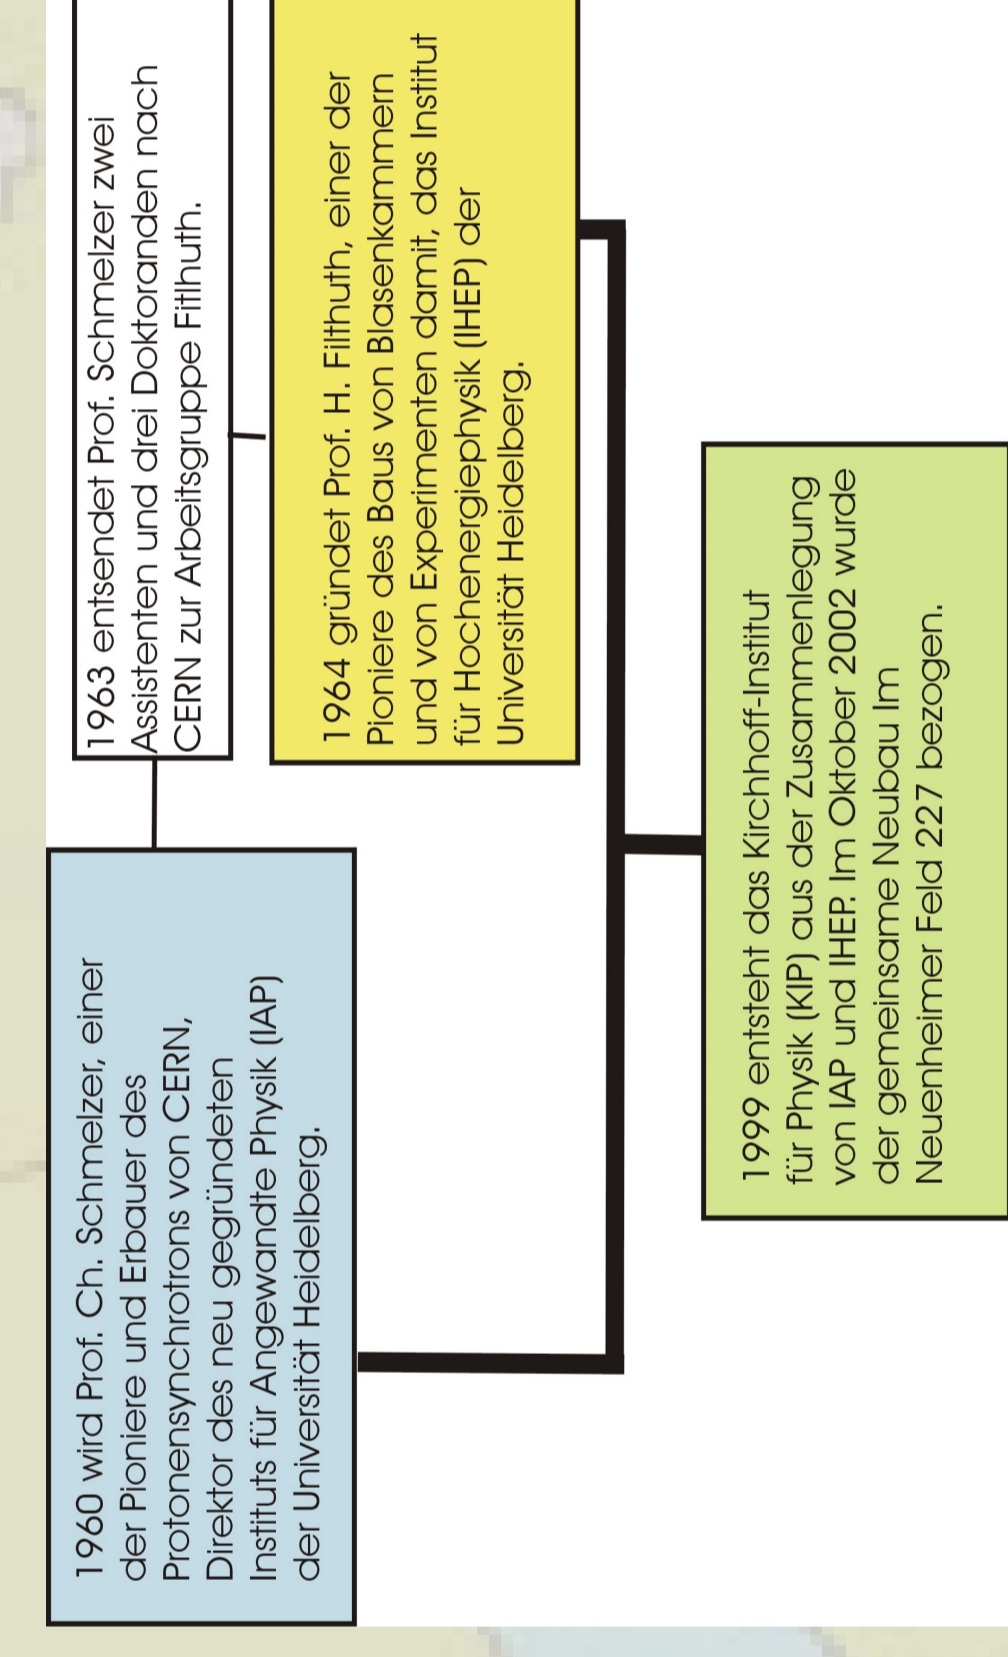 1960 wird Prof. Ch. Schmelzer, einer
der Pioniere und Erbauer des
Protonensynchrotrons von CERN,
Direktor des neu gegründeten
Instituts für Angewandte Physik (IAP)
der Universität Heidelberg.
1963 entsendet Prof. Schmelzer zwei
Assistenten und drei Doktoranden nach
CERN zur Arbeitsgruppe Fitlhuth.
1964 gründet Prof. H. Filthuth, einer der
Pioniere des Baus von Blasenkammern
und von Experimenten damit, das Institut
für Hochenergiephysik (IHEP) der
Universität Heidelberg.
1999 entsteht das Kirchhoff-Institut
für Physik (KIP) aus der Zusammenlegung
von IAP und IHEP. Im Oktober 2002 wurde
der gemeinsame Neubau Im
Neuenheimer Feld 227 bezogen.